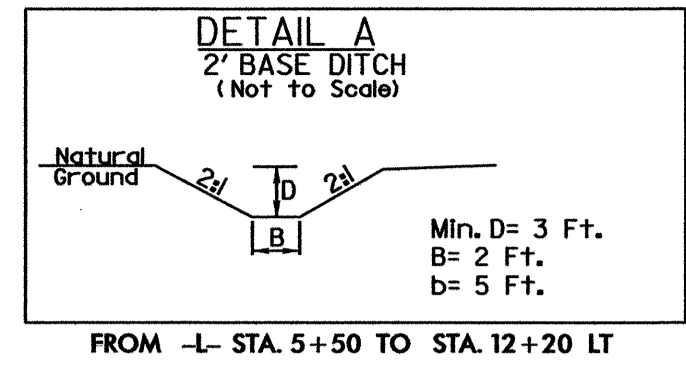 DETAIL A
2' BASE DITCH
(Not to Scale)
Natural
Ground
2:1
D
2:1
B
Min. D= 3 Ft.
B= 2 Ft.
b= 5 Ft.
FROM -L- STA. 5+50 TO STA. 12+20 LT